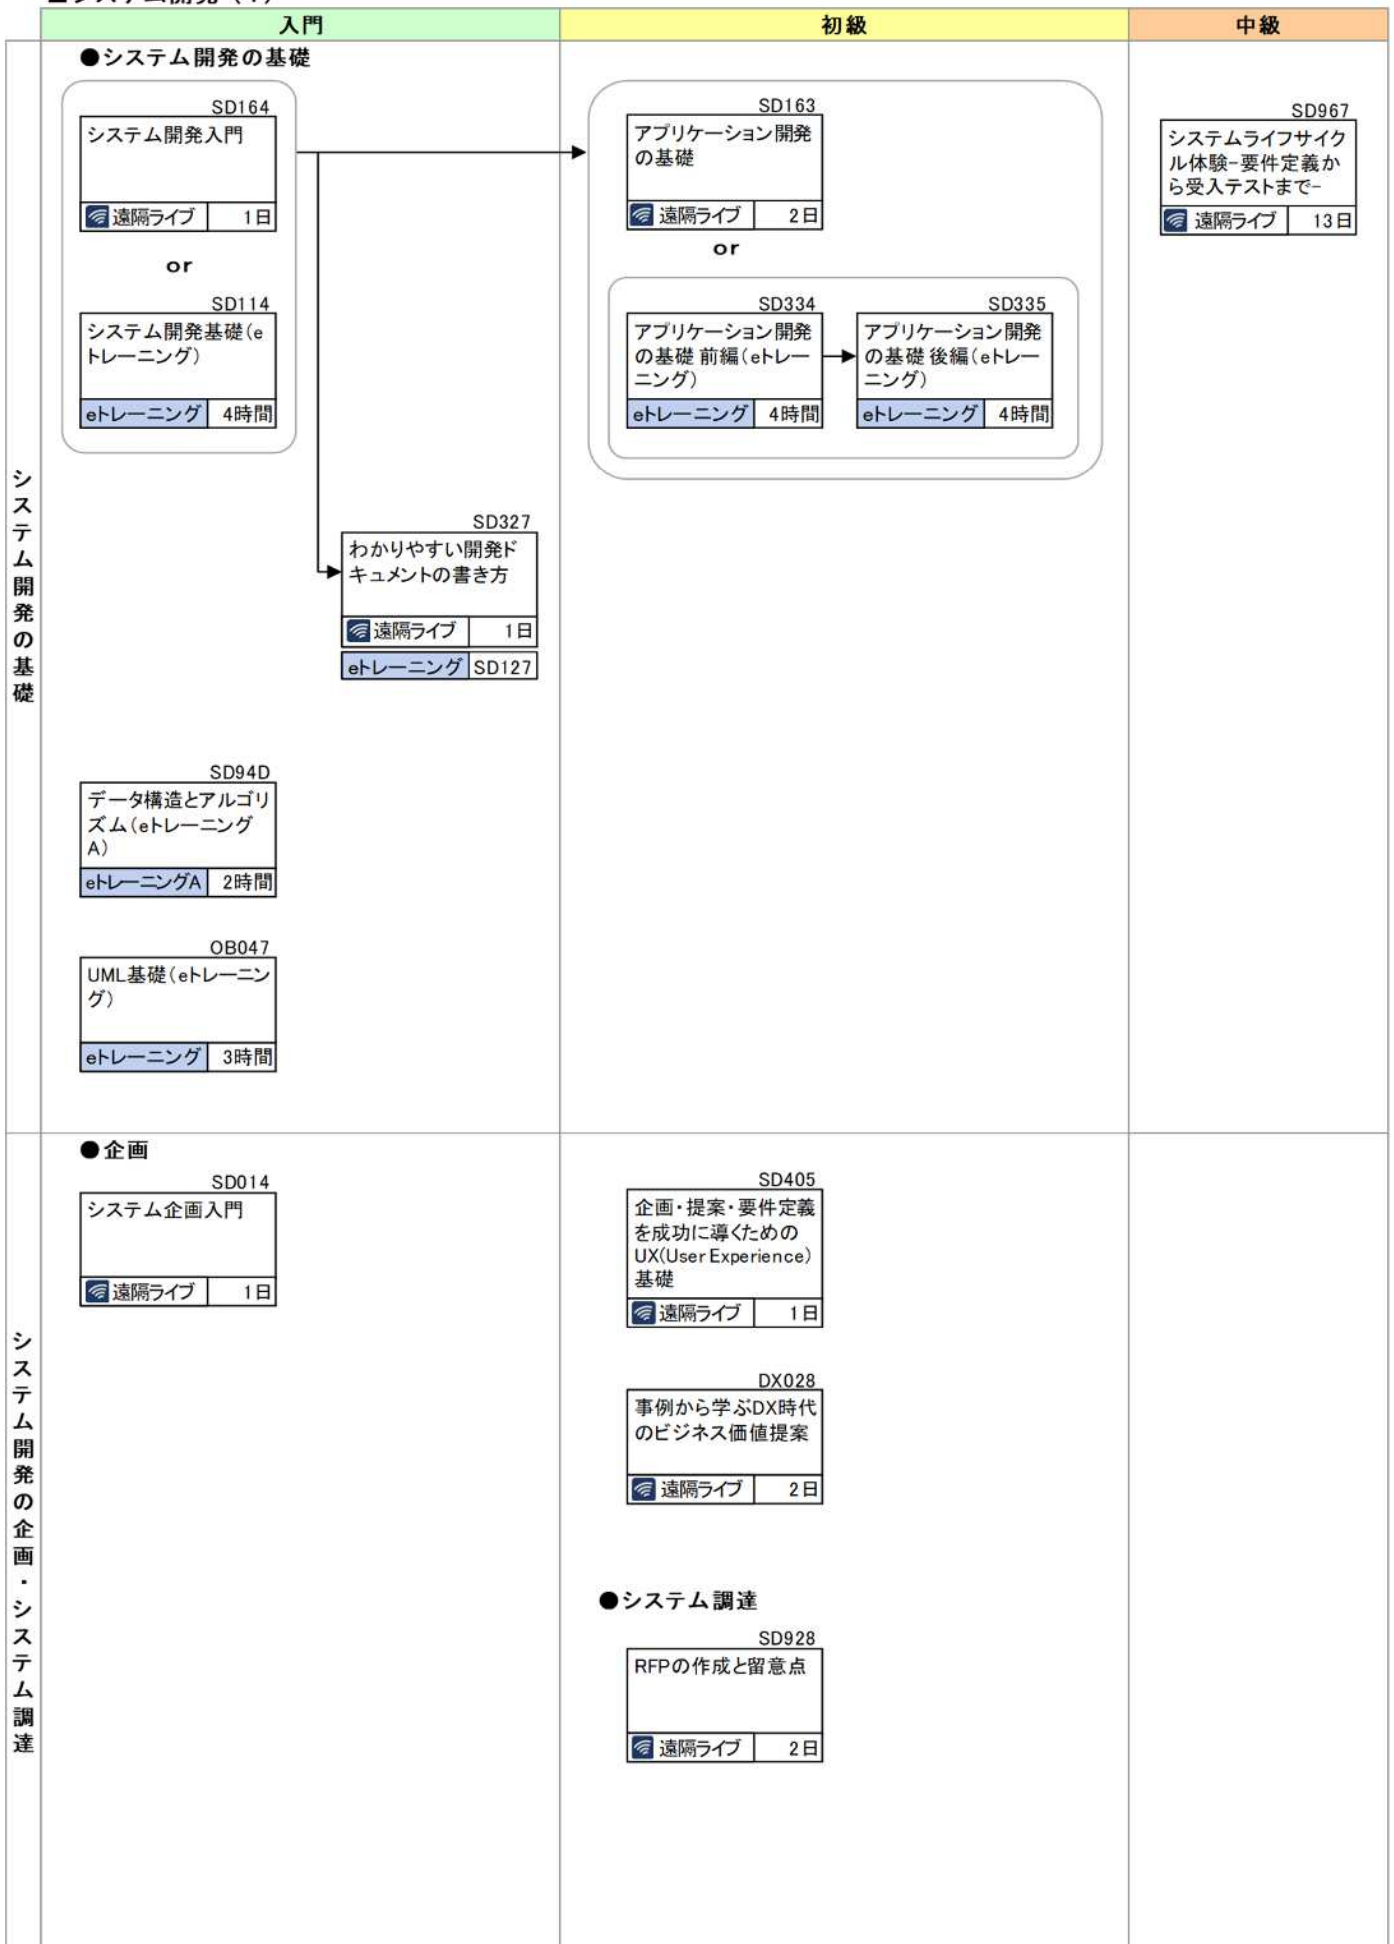 入門
初級
中級
システム開発の基礎
●システム開発の基礎
SD164
システム開発入門
遠隔ライブ 1日
or
SD114
システム開発基礎(e
トレーニング)
eトレーニング 4時間
SD327
わかりやすい開発ド
キュメントの書き方
遠隔ライブ 1日
eトレーニング SD127
SD94D
データ構造とアルゴリ
ズム(eトレーニング
A)
eトレーニングA 2時間
OB047
UML基礎(eトレーニン
グ)
eトレーニング 3時間
SD163
アプリケーション開発
の基礎
遠隔ライブ 2日
or
SD334
アプリケーション開発
の基礎 前編(eトレー
ニング)
eトレーニング 4時間
SD335
アプリケーション開発
の基礎 後編(eトレー
ニング)
eトレーニング 4時間
SD967
システムライフサイク
ル体験-要件定義か
ら受入テストまで-
遠隔ライブ 13日
システム開発の企画・システム調達
●企画
SD014
システム企画入門
遠隔ライブ 1日
SD405
企画・提案・要件定義
を成功に導くための
UX(User Experience)
基礎
遠隔ライブ 1日
DX028
事例から学ぶDX時代
のビジネス価値提案
遠隔ライブ 2日
●システム調達
SD928
RFPの作成と留意点
遠隔ライブ 2日